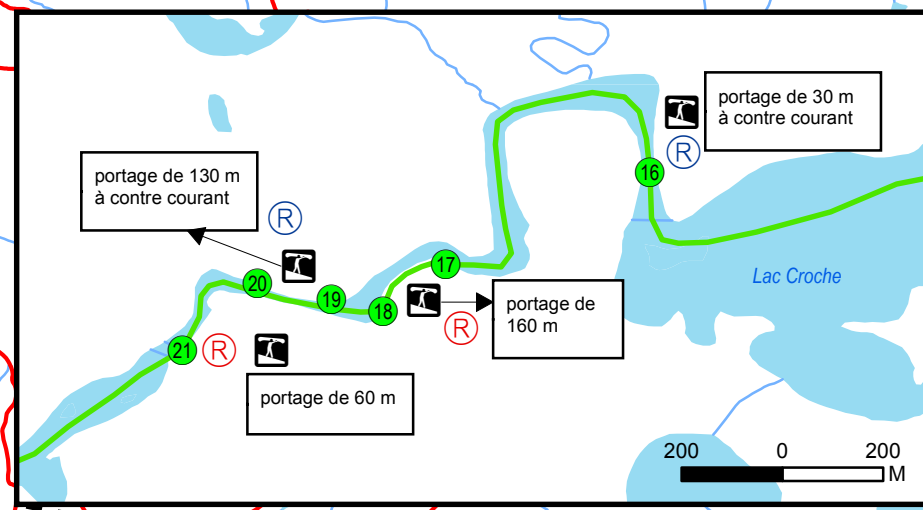 portage de 30 m
à contre courant
R
16
portage de 130 m
à contre courant
R
17
20
19
18
Lac Croche
portage de
160 m
R
21
R
portage de 60 m
200 0 200
M